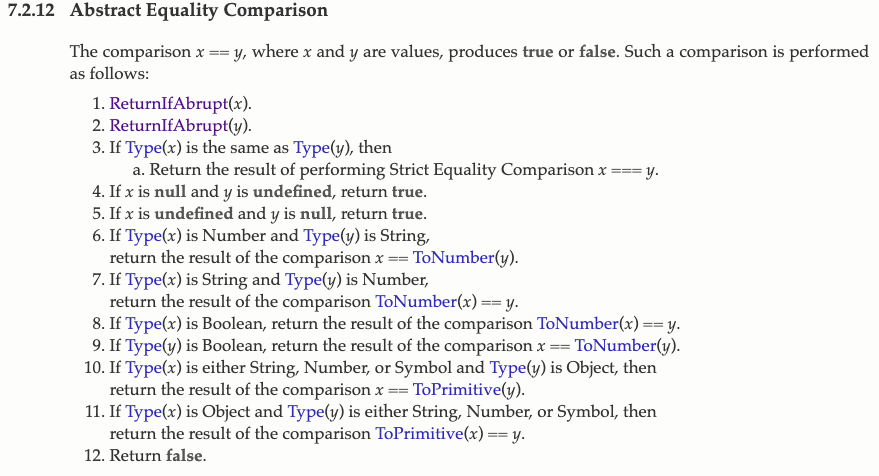 7.2.12 Abstract Equality Comparison
The comparison x == y, where x and y are values, produces true or false. Such a comparison is performed
as follows:
1. ReturnIfAbrupt(x).
2. ReturnIfAbrupt(y).
3. If Type(x) is the same as Type(y), then
a. Return the result of performing Strict Equality Comparison x === y.
4. If x is null and y is undefined, return true.
5. If x is undefined and y is null, return true.
6. If Type(x) is Number and Type(y) is String,
return the result of the comparison x == ToNumber(y).
7. If Type(x) is String and Type(y) is Number,
return the result of the comparison ToNumber(x) == y.
8. If Type(x) is Boolean, return the result of the comparison ToNumber(x) == y.
9. If Type(y) is Boolean, return the result of the comparison x == ToNumber(y).
10. If Type(x) is either String, Number, or Symbol and Type(y) is Object, then
return the result of the comparison x == ToPrimitive(y).
11. If Type(x) is Object and Type(y) is either String, Number, or Symbol, then
return the result of the comparison ToPrimitive(x) == y.
12. Return false.